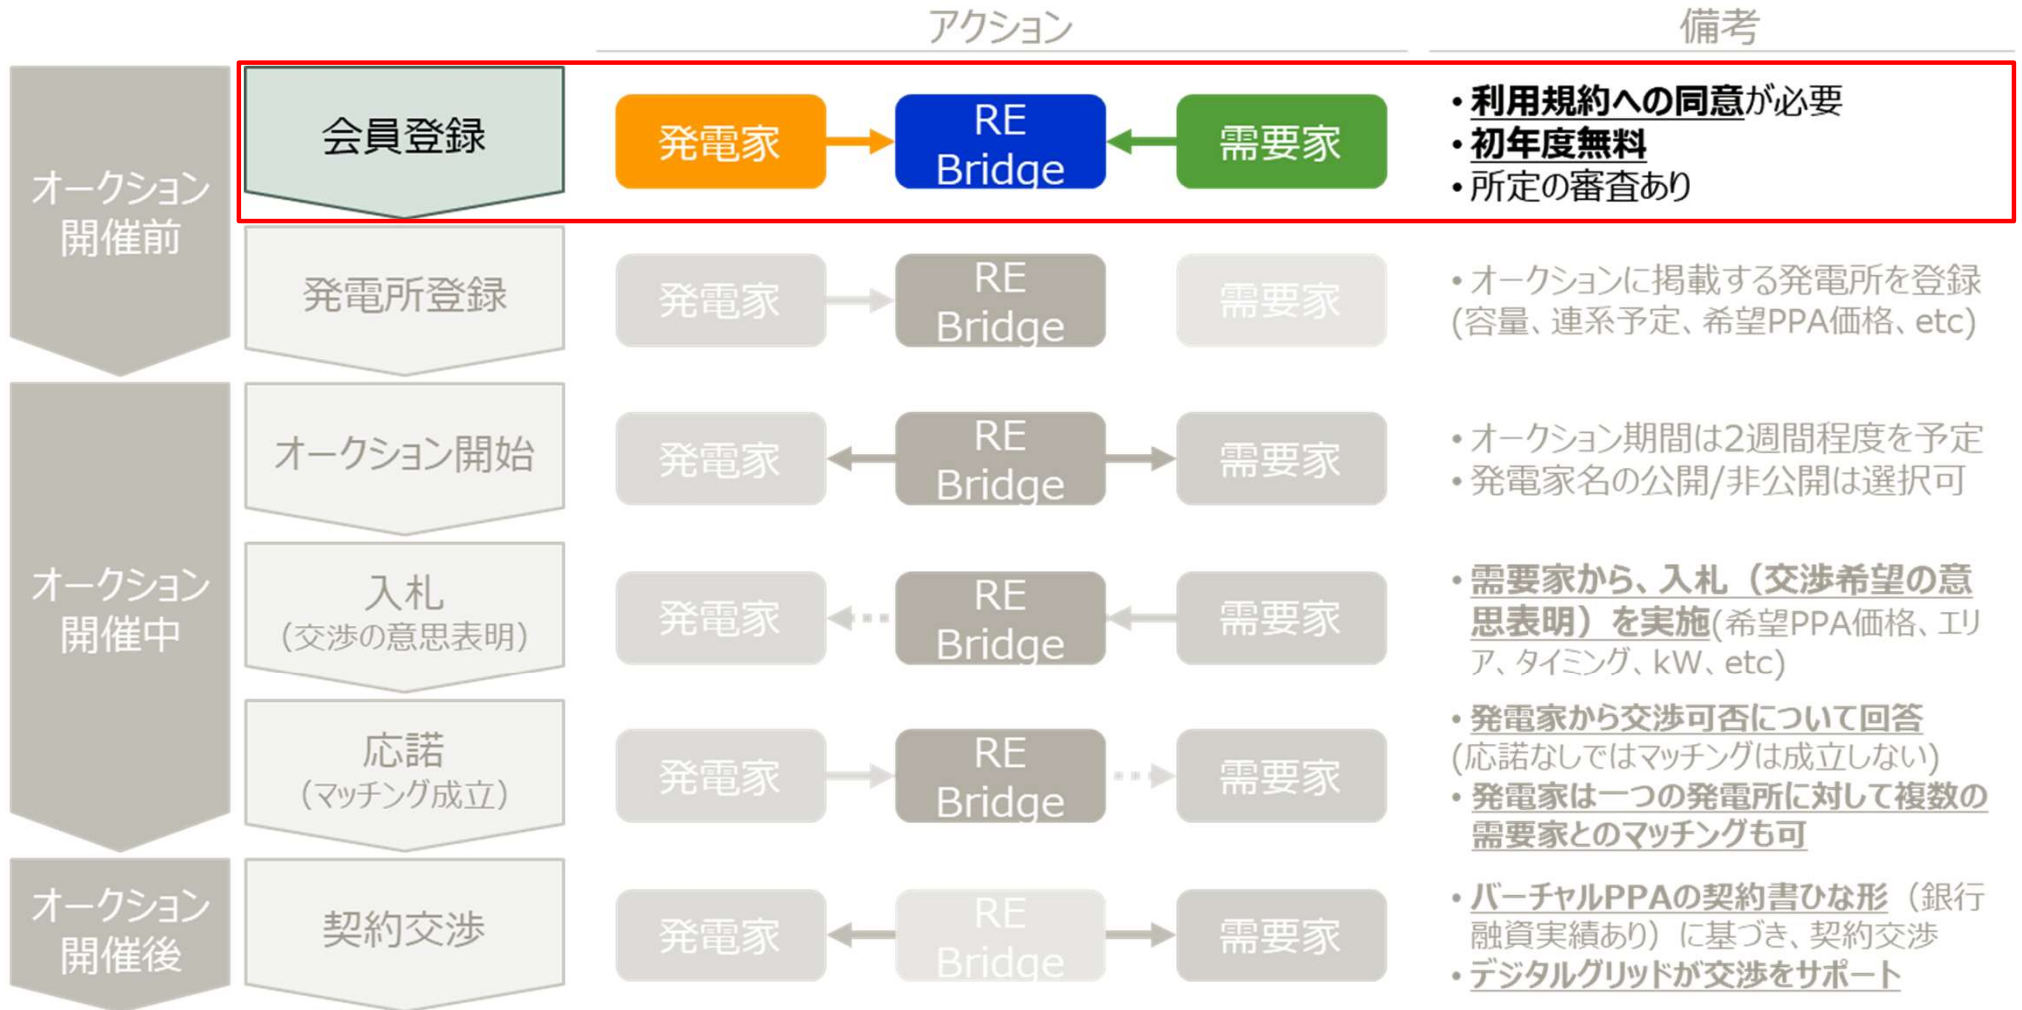 アクション
備考
オークション
開催前
会員登録
発電家
RE
Bridge
需要家
・利用規約への同意が必要
・初年度無料
・所定の審査あり
発電所登録
発電家
RE
Bridge
需要家
・オークションに掲載する発電所を登録
(容量、連系予定、希望PPA価格、etc)
オークション
開催中
オークション開始
発電家
RE
Bridge
需要家
・オークション期間は2週間程度を予定
・発電家名の公開/非公開は選択可
入札
（交渉の意思表明）
発電家
RE
Bridge
需要家
・需要家から、入札（交渉希望の意
思表明）を実施(希望PPA価格、エリ
ア、タイミング、kW、etc)
応諾
（マッチング成立）
発電家
RE
Bridge
需要家
・発電家から交渉可否について回答
(応諾なしではマッチングは成立しない)
・発電家は一つの発電所に対して複数の
需要家とのマッチングも可
オークション
開催後
契約交渉
発電家
RE
Bridge
需要家
・バーチャルPPAの契約書ひな形（銀行
融資実績あり）に基づき、契約交渉
・デジタルグリッドが交渉をサポート